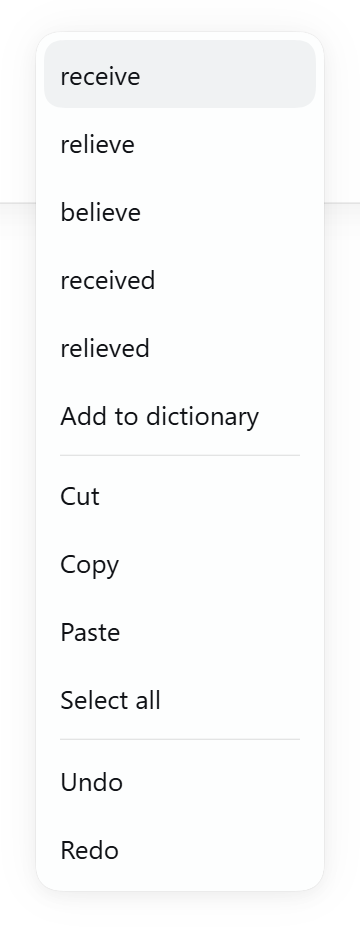 receive
relieve
believe
received
relieved
Add to dictionary
Cut
Copy
Paste
Select all
Undo
Redo